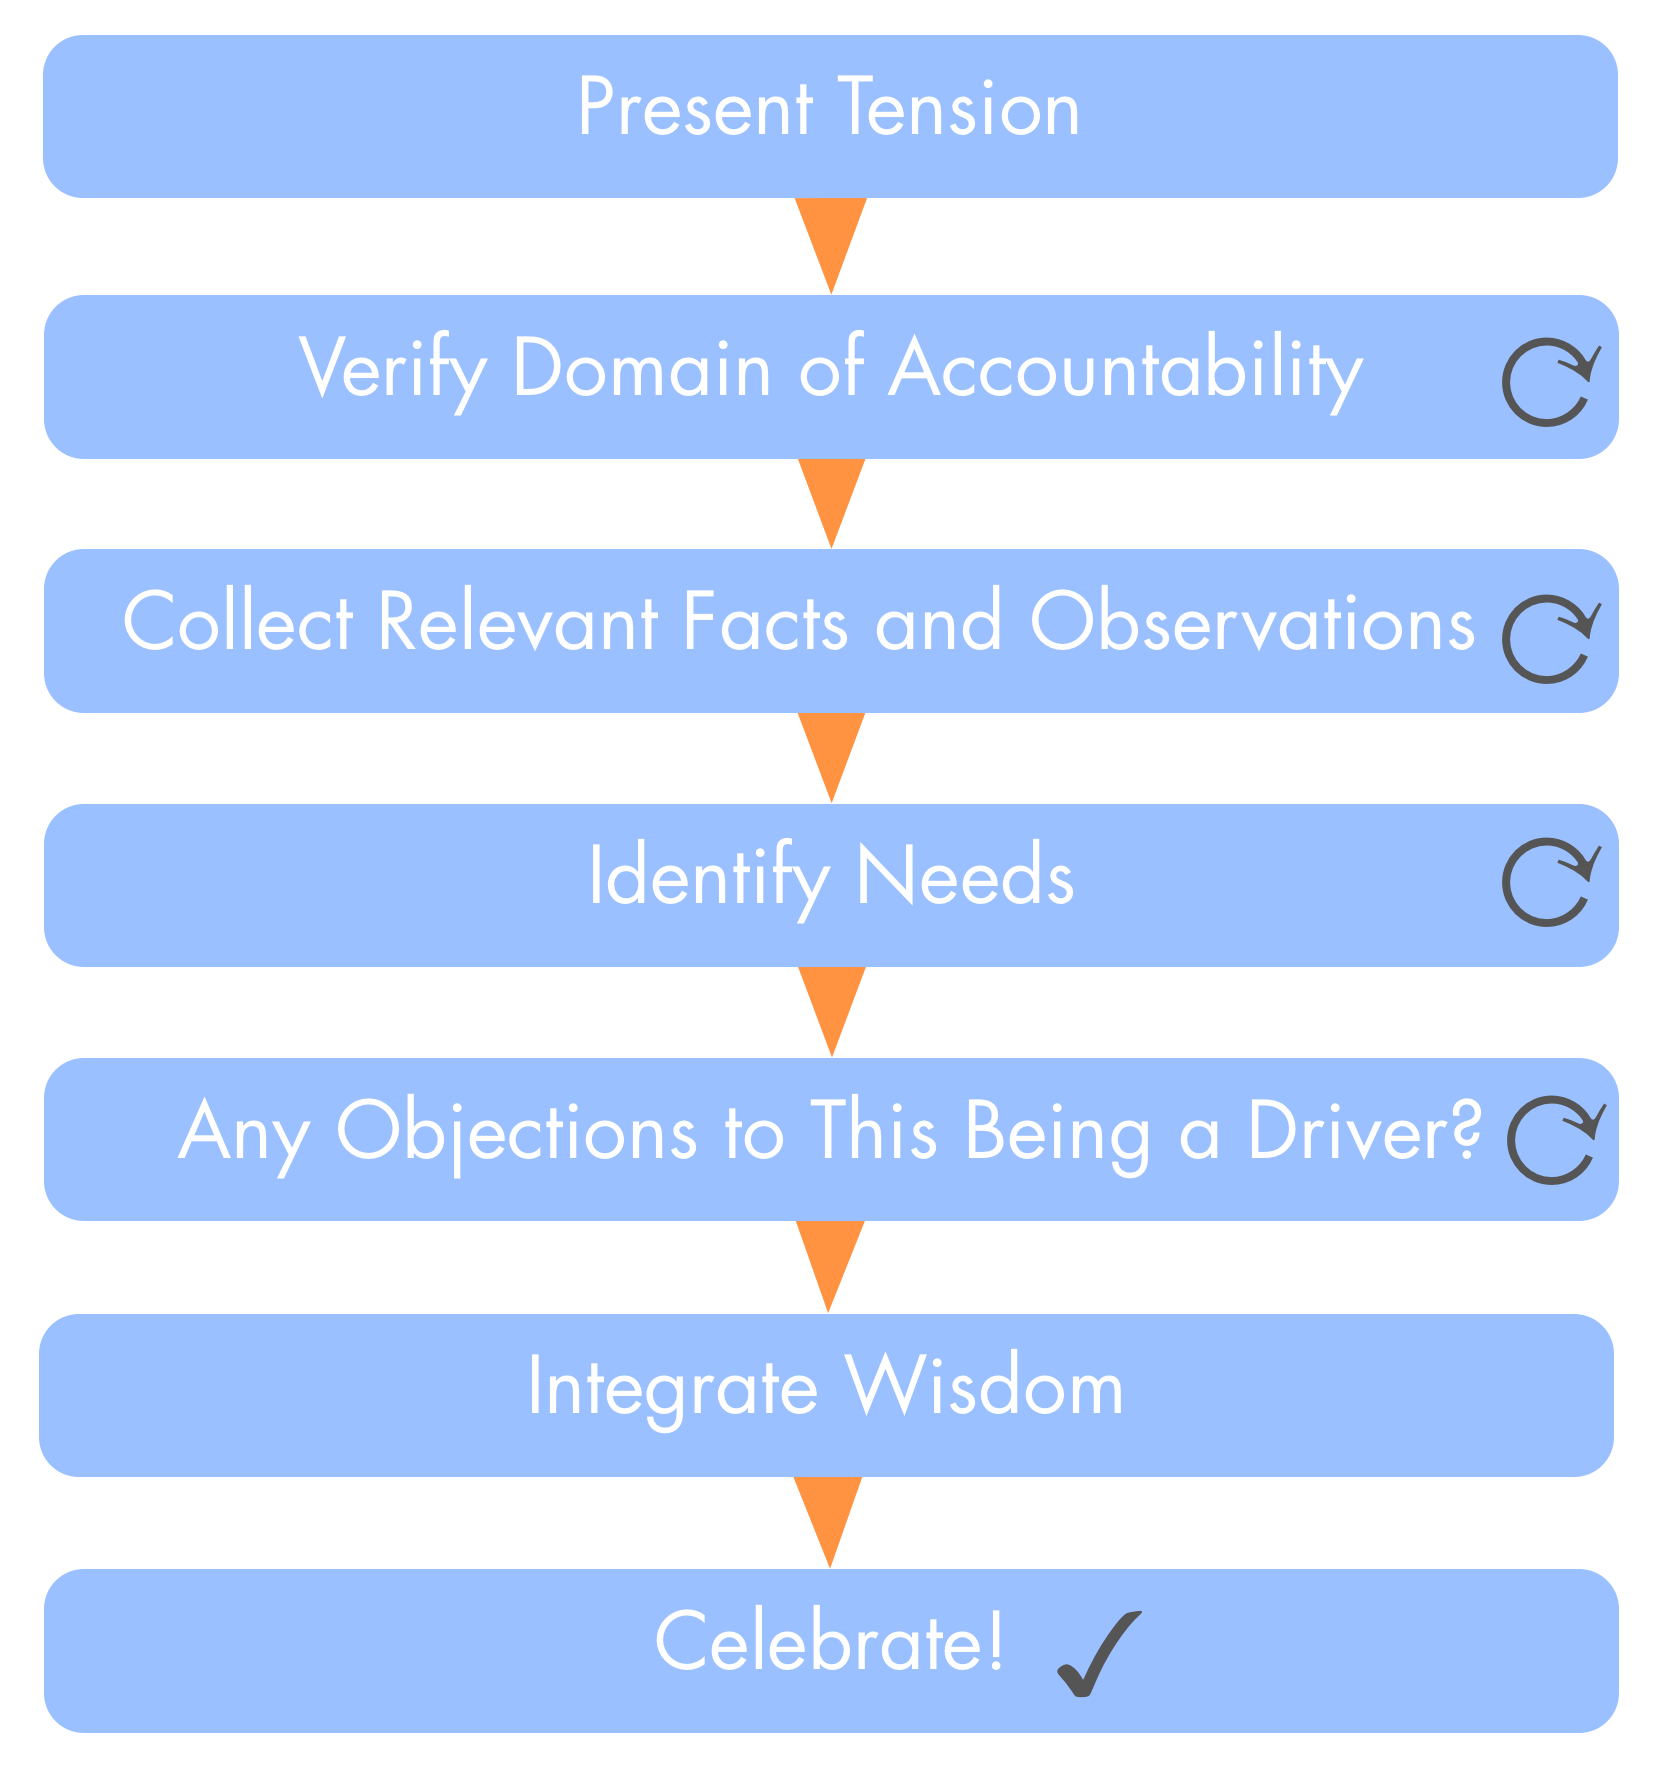 Present Tension
Verify Domain of Accountability
Collect Relevant Facts and Observations
Identify Needs
Any Objections to This Being a Driver?
Integrate Wisdom
Celebrate!